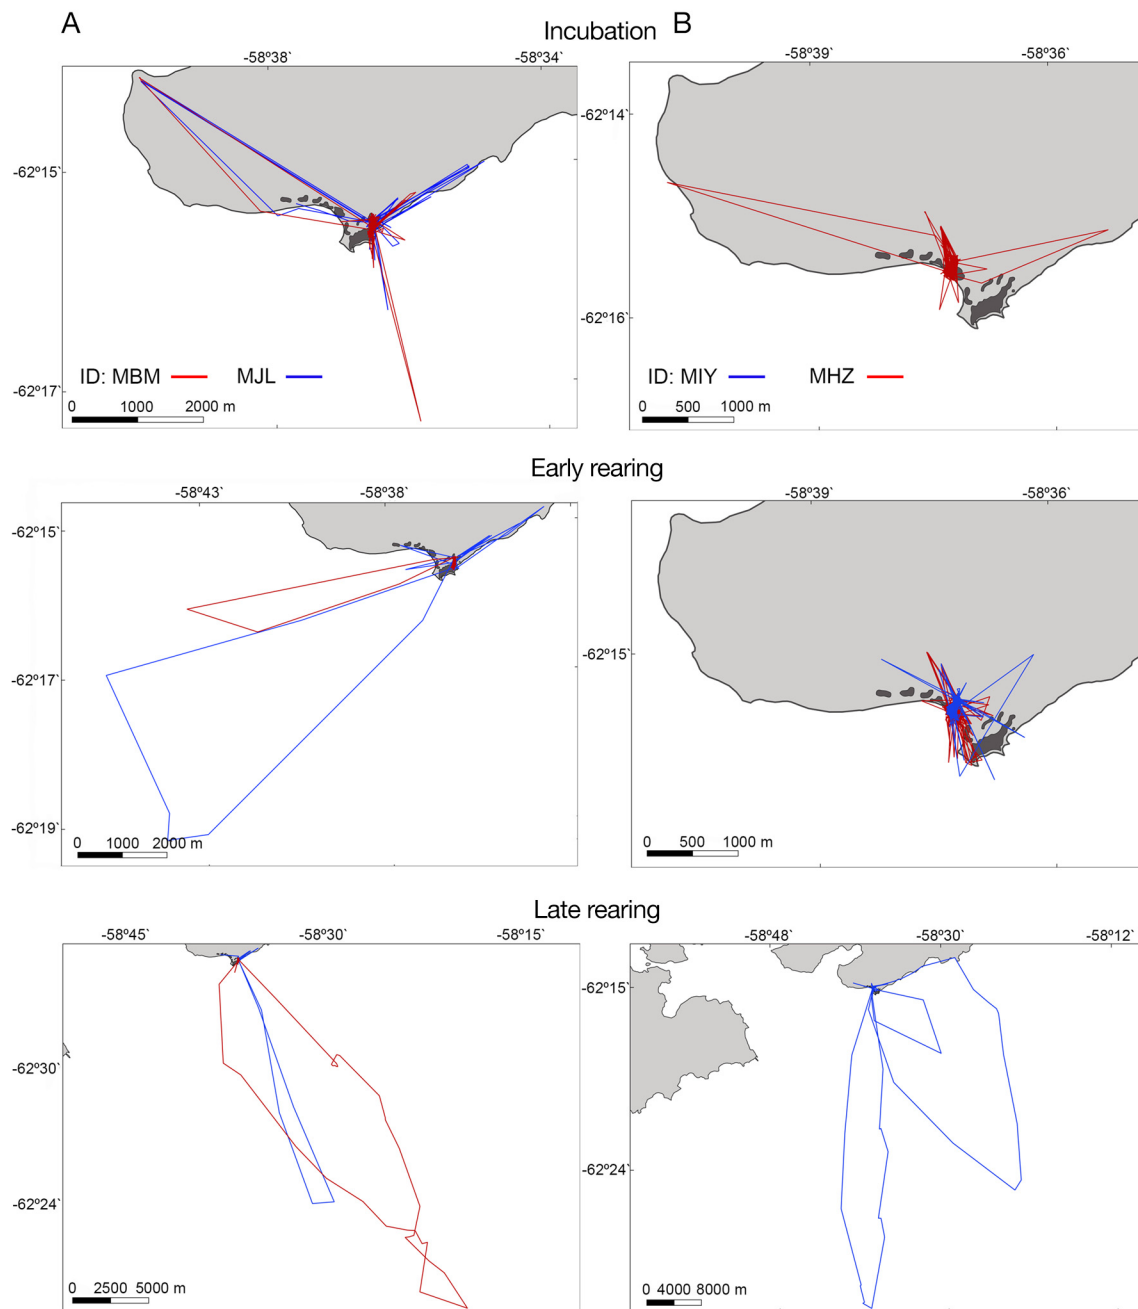 A
Incubation
B
-58º38`
-58º34`
-58º39`
-58º36`
-62º15`
-62º17`
-62º14`
-62º16`
ID: MBM
MJL
0 1000 2000 m
ID: MIY
MHZ
0 500 1000 m
Early rearing
-58º43`
-58º38`
-58º39`
-58º36`
-62º15`
-62º17`
-62º19`
-62º15`
0 1000 2000 m
0 500 1000 m
Late rearing
-58º45`
-58º30`
-58º15`
-58º48`
-58º30`
-58º12`
-62º30`
-62º24`
-62º15`
-62º24`
0 2500 5000 m
0 4000 8000 m